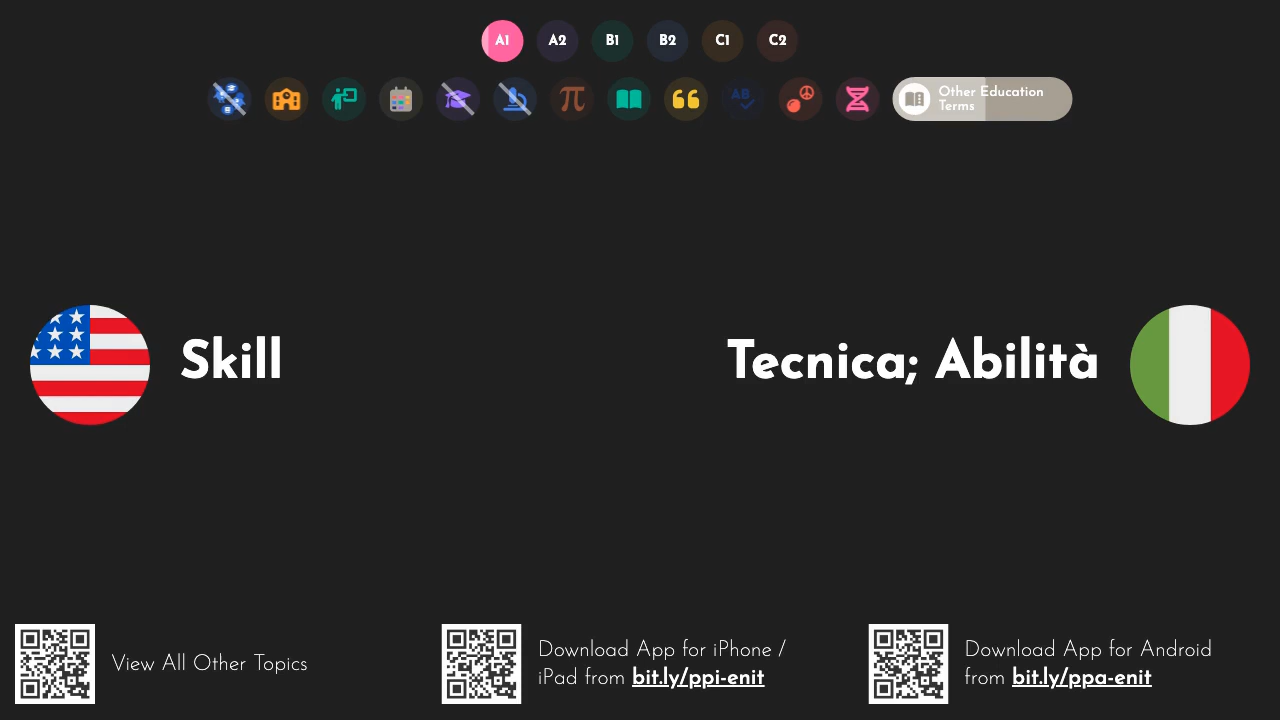 A1 A2 B1 B2 C1 C2
AB
Other Education
Terms
Skill
Tecnica; Abilità
View All Other Topics
Download App for iPhone /
iPad from bit.ly/ppi-enit
Download App for Android
from bit.ly/ppa-enit